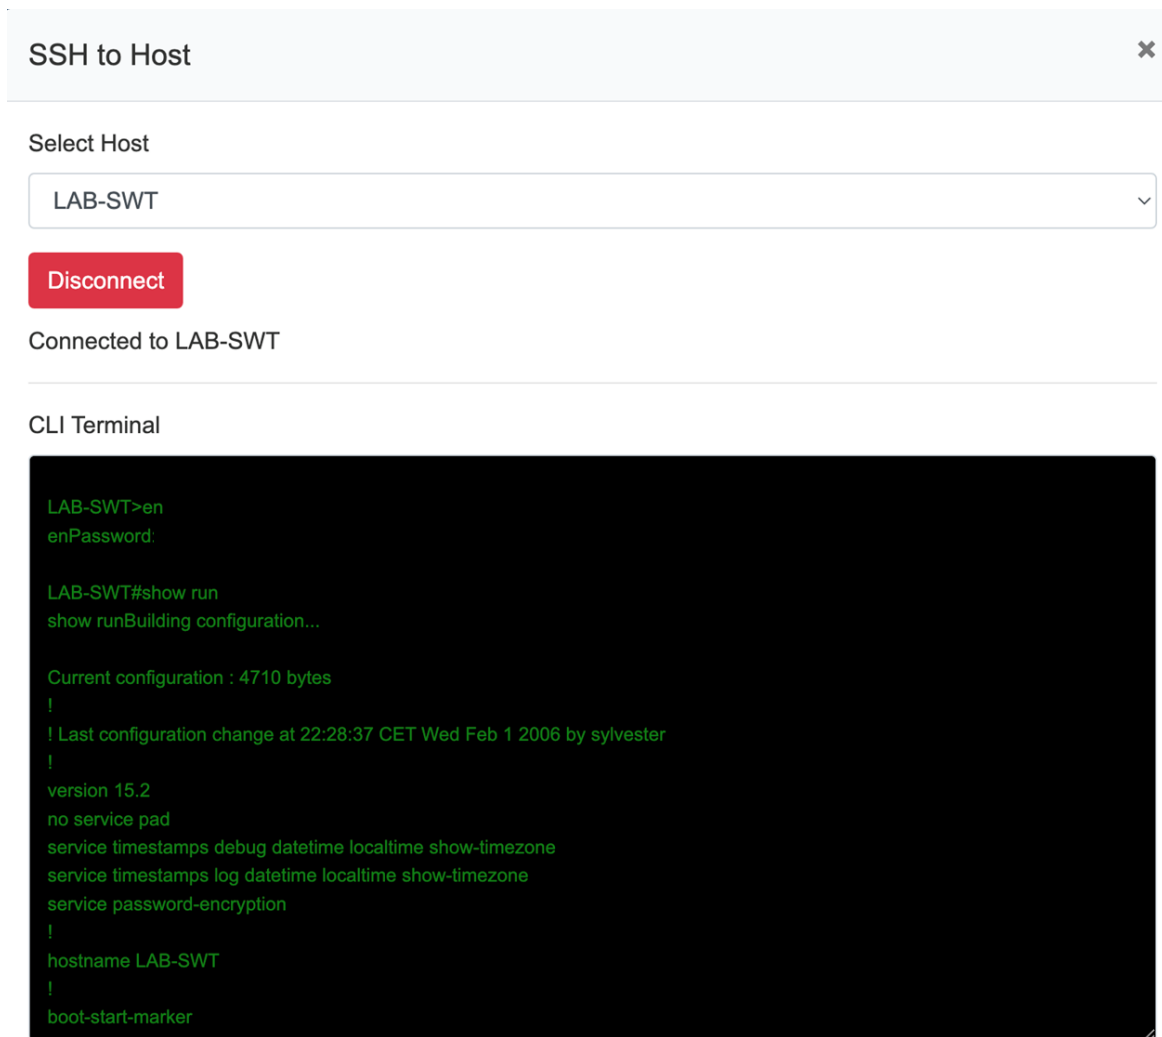 SSH to Host
Select Host
LAB-SWT
Disconnect
Connected to LAB-SWT
CLI Terminal
LAB-SWT>en
enPassword:
LAB-SWT#show run
show runBuilding configuration...
Current configuration : 4710 bytes
!
! Last configuration change at 22:28:37 CET Wed Feb 1 2006 by sylvester
!
version 15.2
no service pad
service timestamps debug datetime localtime show-timezone
service timestamps log datetime localtime show-timezone
service password-encryption
!
hostname LAB-SWT
!
boot-start-marker